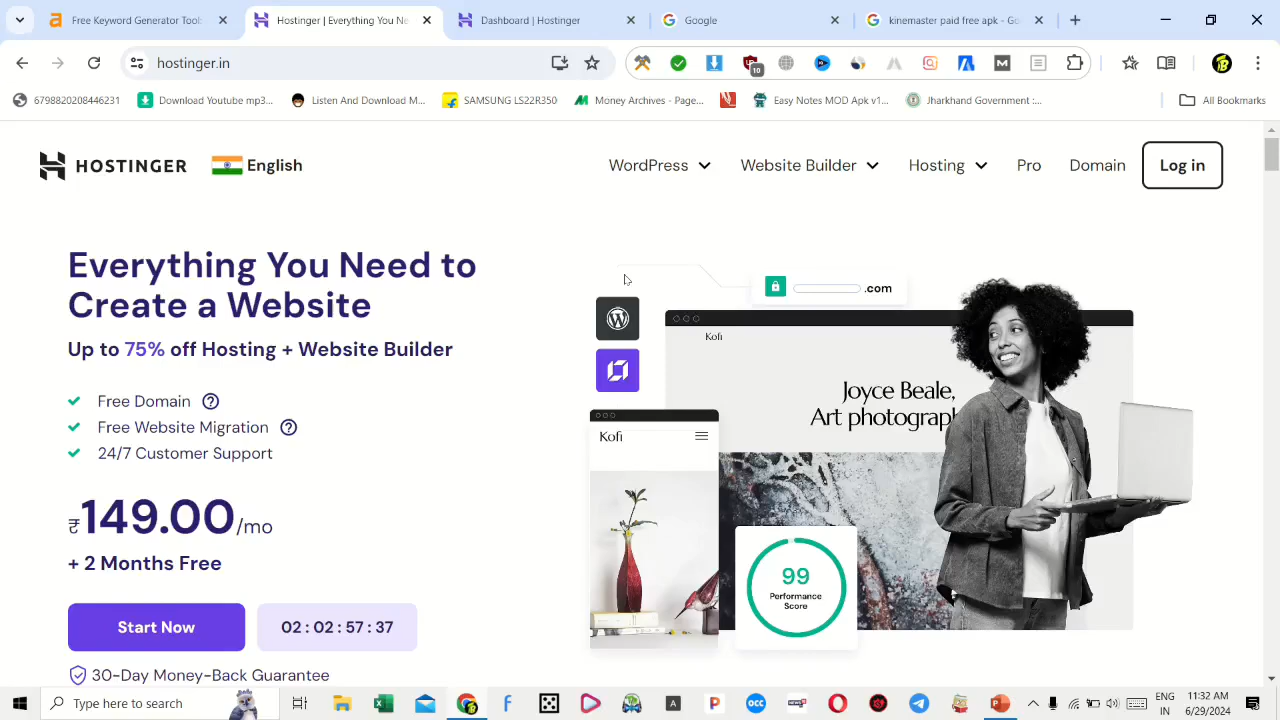 Free Keyword Generator Tool:
Hostinger | Everything You Ne
Dashboard | Hostinger
Google
kinemaster paid free apk - Go
hostinger.in
10
67988@0208446231
Download Youtube mp3...
Listen And Download M...
SAMSUNG LS22R350
Money Archives - Page...
Easy Notes MOD Apk v1...
Jharkhand Government :...
All Bookmarks
HOSTINGER
English
WordPress
Website Builder
Hosting
Pro
Domain
Log in
Everything You Need to
Create a Website
Up to 75% off Hosting + Website Builder
Free Domain
Free Website Migration
24/7 Customer Support
₹149.00/mo
+ 2 Months Free
Start Now
02 : 02 : 57 : 37
30-Day Money-Back Guarantee
.com
Kofi
Joyce Beale,
Art photograph
Kofi
99
Performance
Score
Type here to search
ENG
IN
11:32 AM
6/29/2024